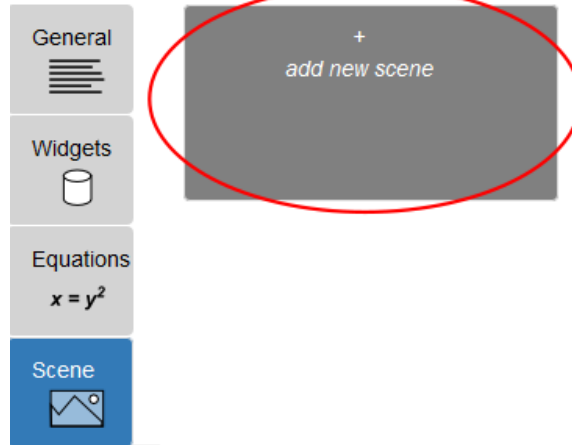 General
Widgets
Equations
x = y²
Scene
+
add new scene